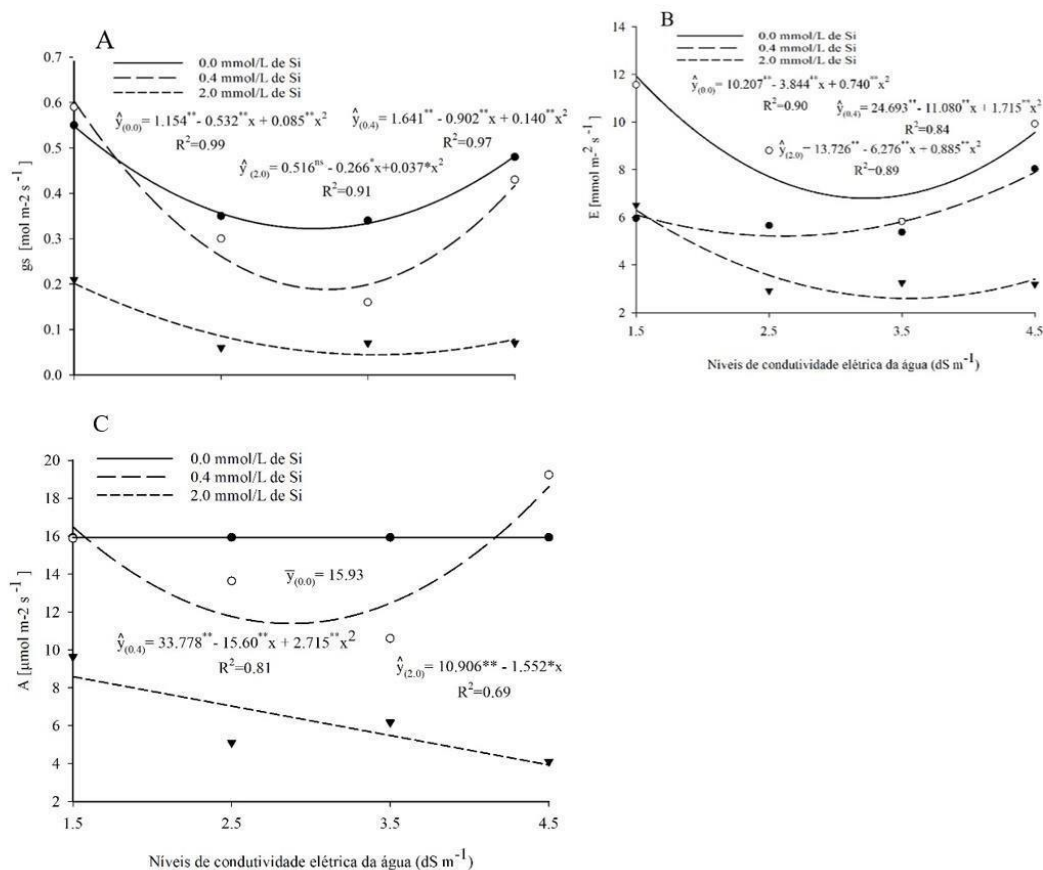 A
0.0 mmol/L de Si
0.4 mmol/L de Si
2.0 mmol/L de Si
ŷ(0.0)= 1.154** - 0.532**x + 0.085**x²
R²=0.99
ŷ(0.4)= 1.641** - 0.902**x + 0.140**x²
R²=0.97
ŷ(2.0)= 0.516ns - 0.266*x+0.037*x²
R²=0.91
gs [mol m-2 s-1]
0.7
0.6
0.5
0.4
0.3
0.2
0.1
0.0
B
0.0 mmol/L de Si
0.4 mmol/L de Si
2.0 mmol/L de Si
ŷ(0.0)= 10.207**- 3.844**x + 0.740**x²
R²=0.90
ŷ(0.4)= 24.693**- 11.080**x + 1.715**x²
R²=0.84
ŷ(2.0)= 13.726** - 6,276**x + 0.885**x²
R²=0.89
E [mmol m-2 s-1]
14
12
10
8
6
4
2
1.5 2.5 3.5 4.5
Níveis de condutividade elétrica da água (dS m-1)
C
0,0 mmol/L de Si
0.4 mmol/L de Si
2.0 mmol/L de Si
y̅(0.0)= 15.93
ŷ(0.4)= 33.778**- 15.60**x + 2.715**x²
R²=0.81
ŷ(2.0)= 10.906** - 1.552*x
R²=0.69
A [µmol m-2 s-1]
20
18
16
14
12
10
8
6
4
2
1.5 2.5 3.5 4.5
Níveis de condutividade elétrica da água (dS m-1)